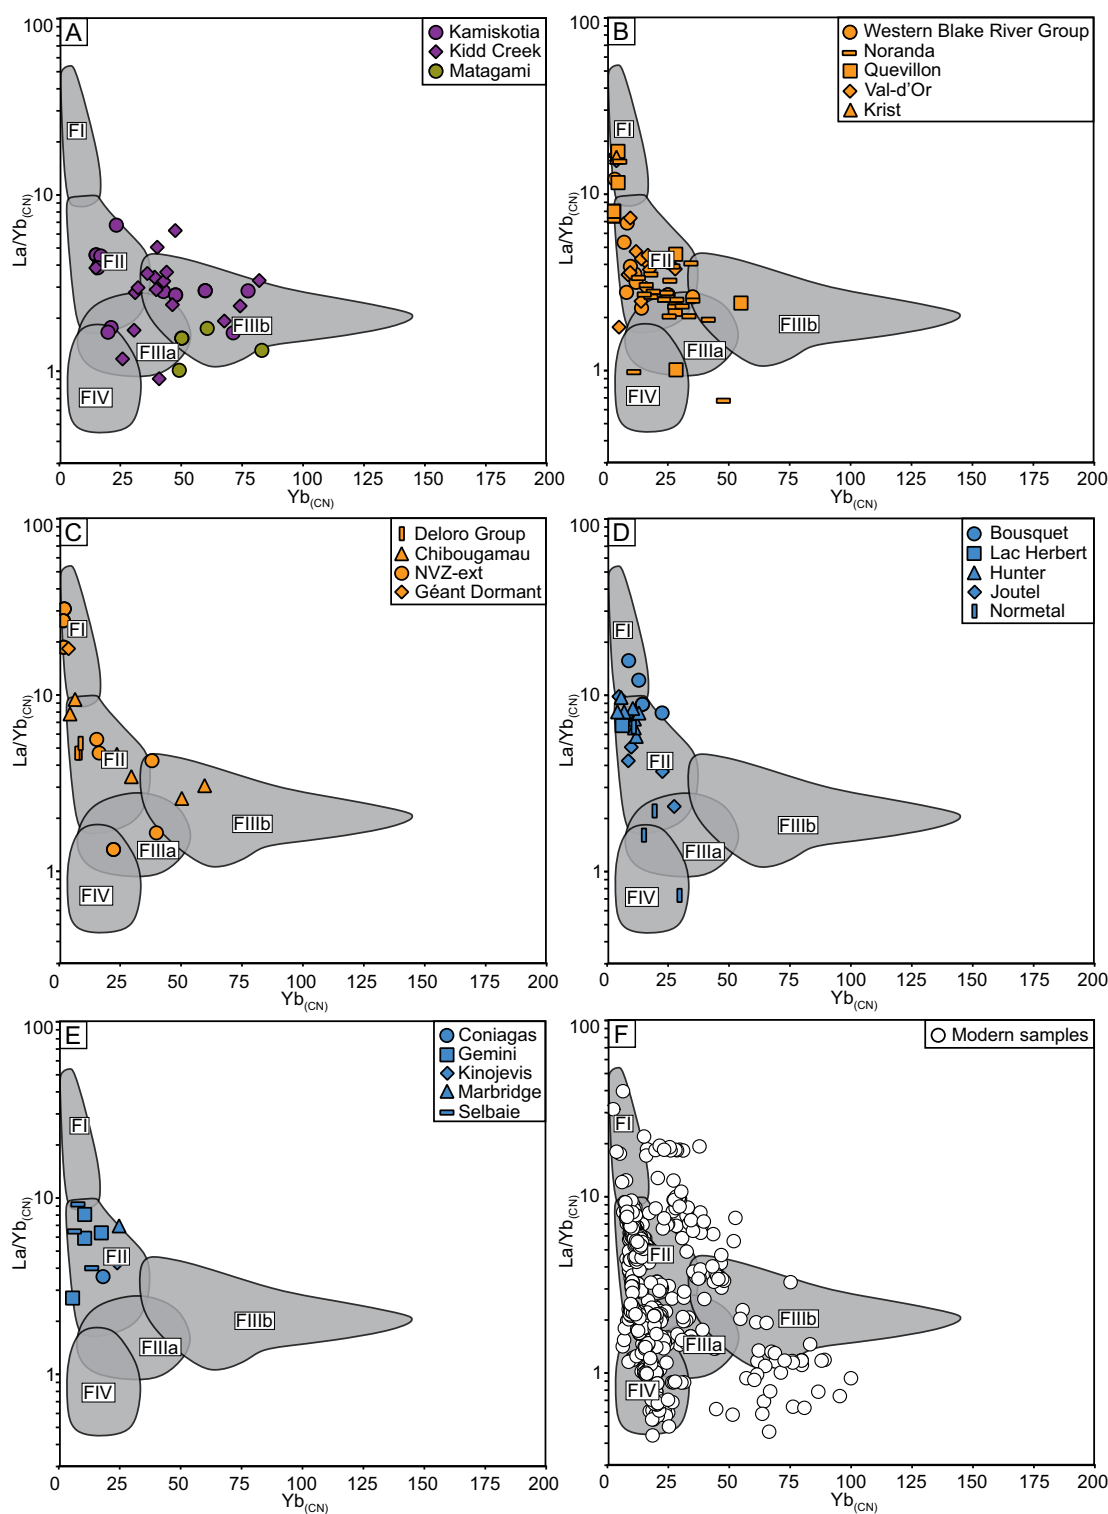 A
Kamiskotia
Kidd Creek
Matagami
100
10
1
La/Yb(CN)
FI
FII
FIIIa
FIIIb
FIV
0 25 50 75 100 125 150 175 200
Yb(CN)
B
Western Blake River Group
Noranda
Quevillon
Val-d'Or
Krist
100
10
1
La/Yb(CN)
FI
FII
FIIIa
FIIIb
FIV
0 25 50 75 100 125 150 175 200
Yb(CN)
C
Deloro Group
Chibougamau
NVZ-ext
Géant Dormant
100
10
1
La/Yb(CN)
FI
FII
FIIIa
FIIIb
FIV
0 25 50 75 100 125 150 175 200
Yb(CN)
D
Bousquet
Lac Herbert
Hunter
Joutel
Normetal
100
10
1
La/Yb(CN)
FI
FII
FIIIa
FIIIb
FIV
0 25 50 75 100 125 150 175 200
Yb(CN)
E
Coniagas
Gemini
Kinojevis
Marbridge
Selbaie
100
10
1
La/Yb(CN)
FI
FII
FIIIa
FIIIb
FIV
0 25 50 75 100 125 150 175 200
Yb(CN)
F
Modern samples
100
10
1
La/Yb(CN)
FI
FII
FIIIa
FIIIb
FIV
0 25 50 75 100 125 150 175 200
Yb(CN)